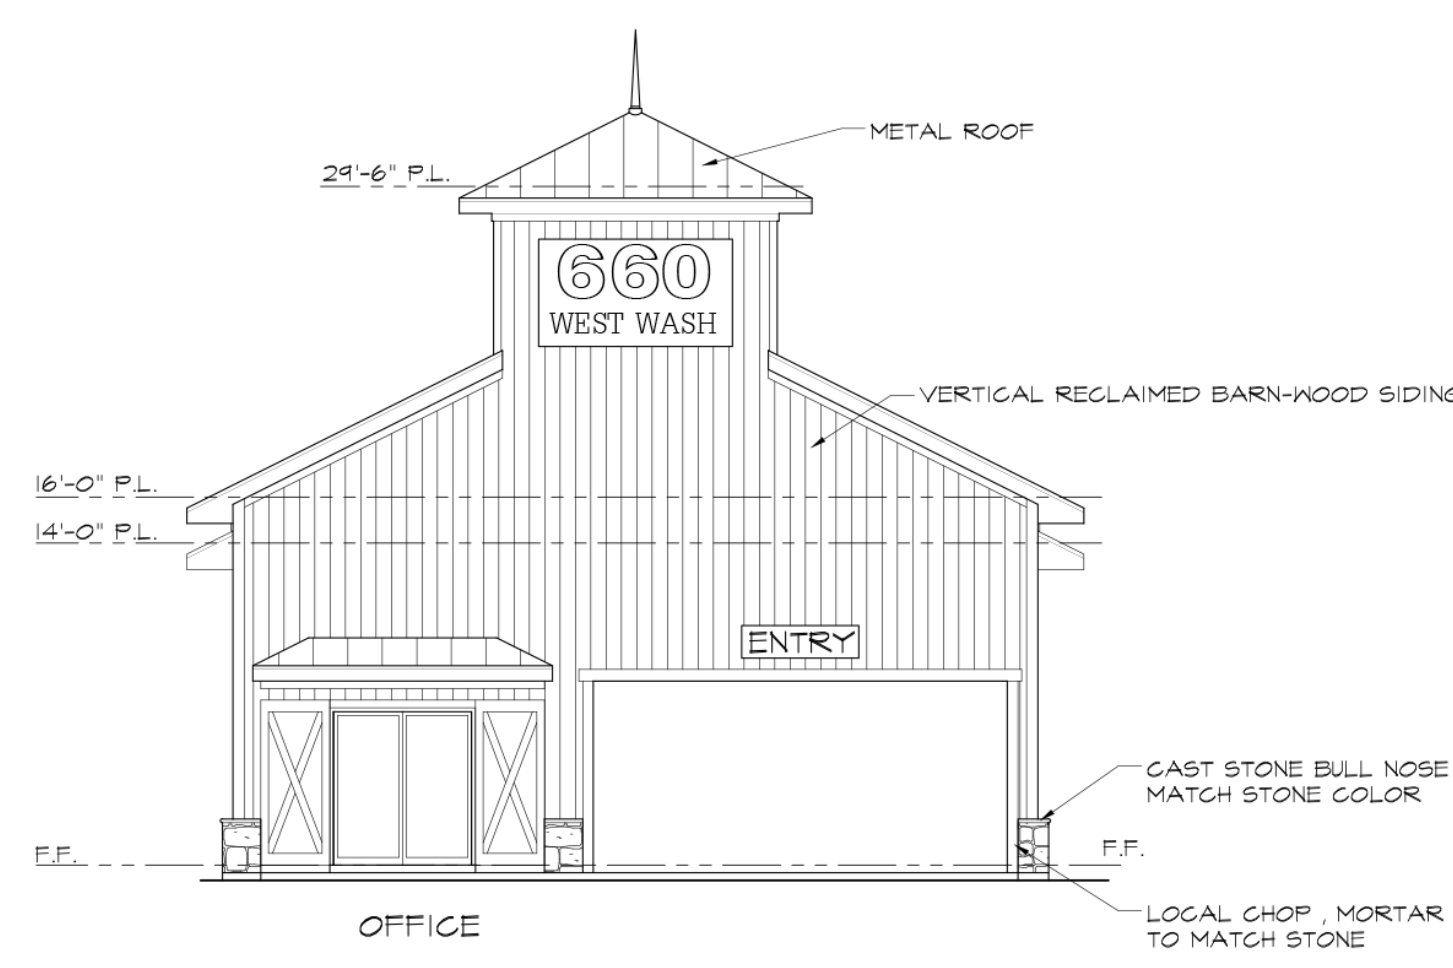 METAL ROOF
29'-6" P.L.
660
WEST WASH
VERTICAL RECLAIMED BARN-WOOD SIDING
16'-0" P.L.
14'-0" P.L.
ENTRY
CAST STONE BULL NOSE
MATCH STONE COLOR
F.F.
F.F.
LOCAL CHOP , MORTAR
TO MATCH STONE
OFFICE